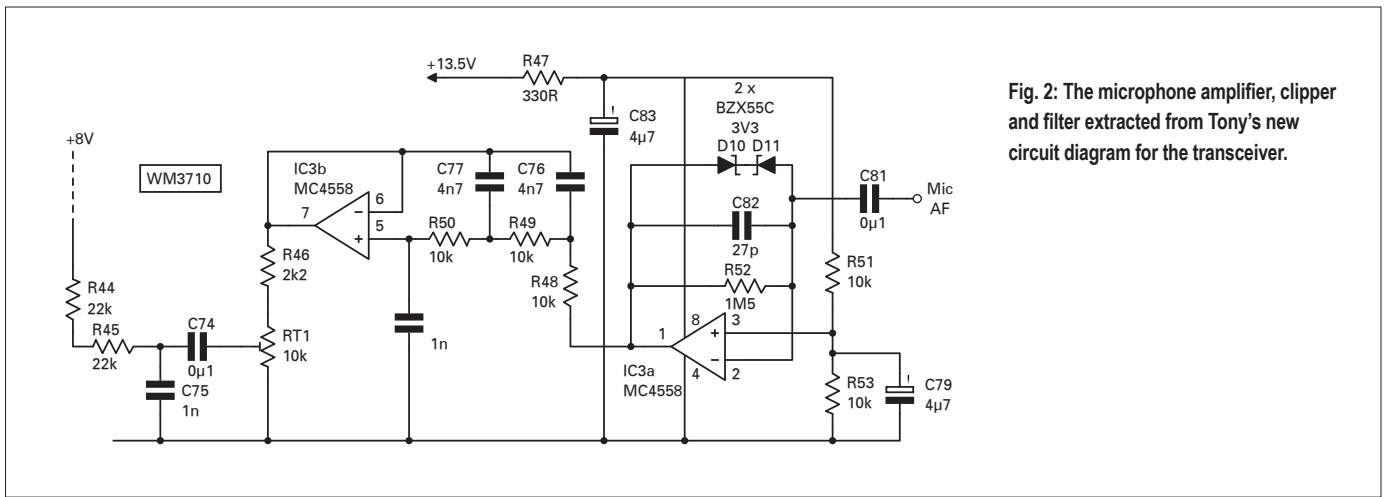 +13.5V
R47
330R
C83
4µ7
2 x
BZX55C
3V3
D10 D11
C82
27p
R52
1M5
C81
0µ1
Mic
AF
R51
10k
R53
10k
C79
4µ7
8
3
+
1
–
4
2
IC3a
MC4558
R48
10k
C77
4n7
C76
4n7
R50
10k
R49
10k
1n
IC3b
MC4558
6
–
7
5
+
R46
2k2
RT1
10k
WM3710
+8V
R44
22k
R45
22k
C74
0µ1
C75
1n
Fig. 2: The microphone amplifier, clipper
and filter extracted from Tony's new
circuit diagram for the transceiver.